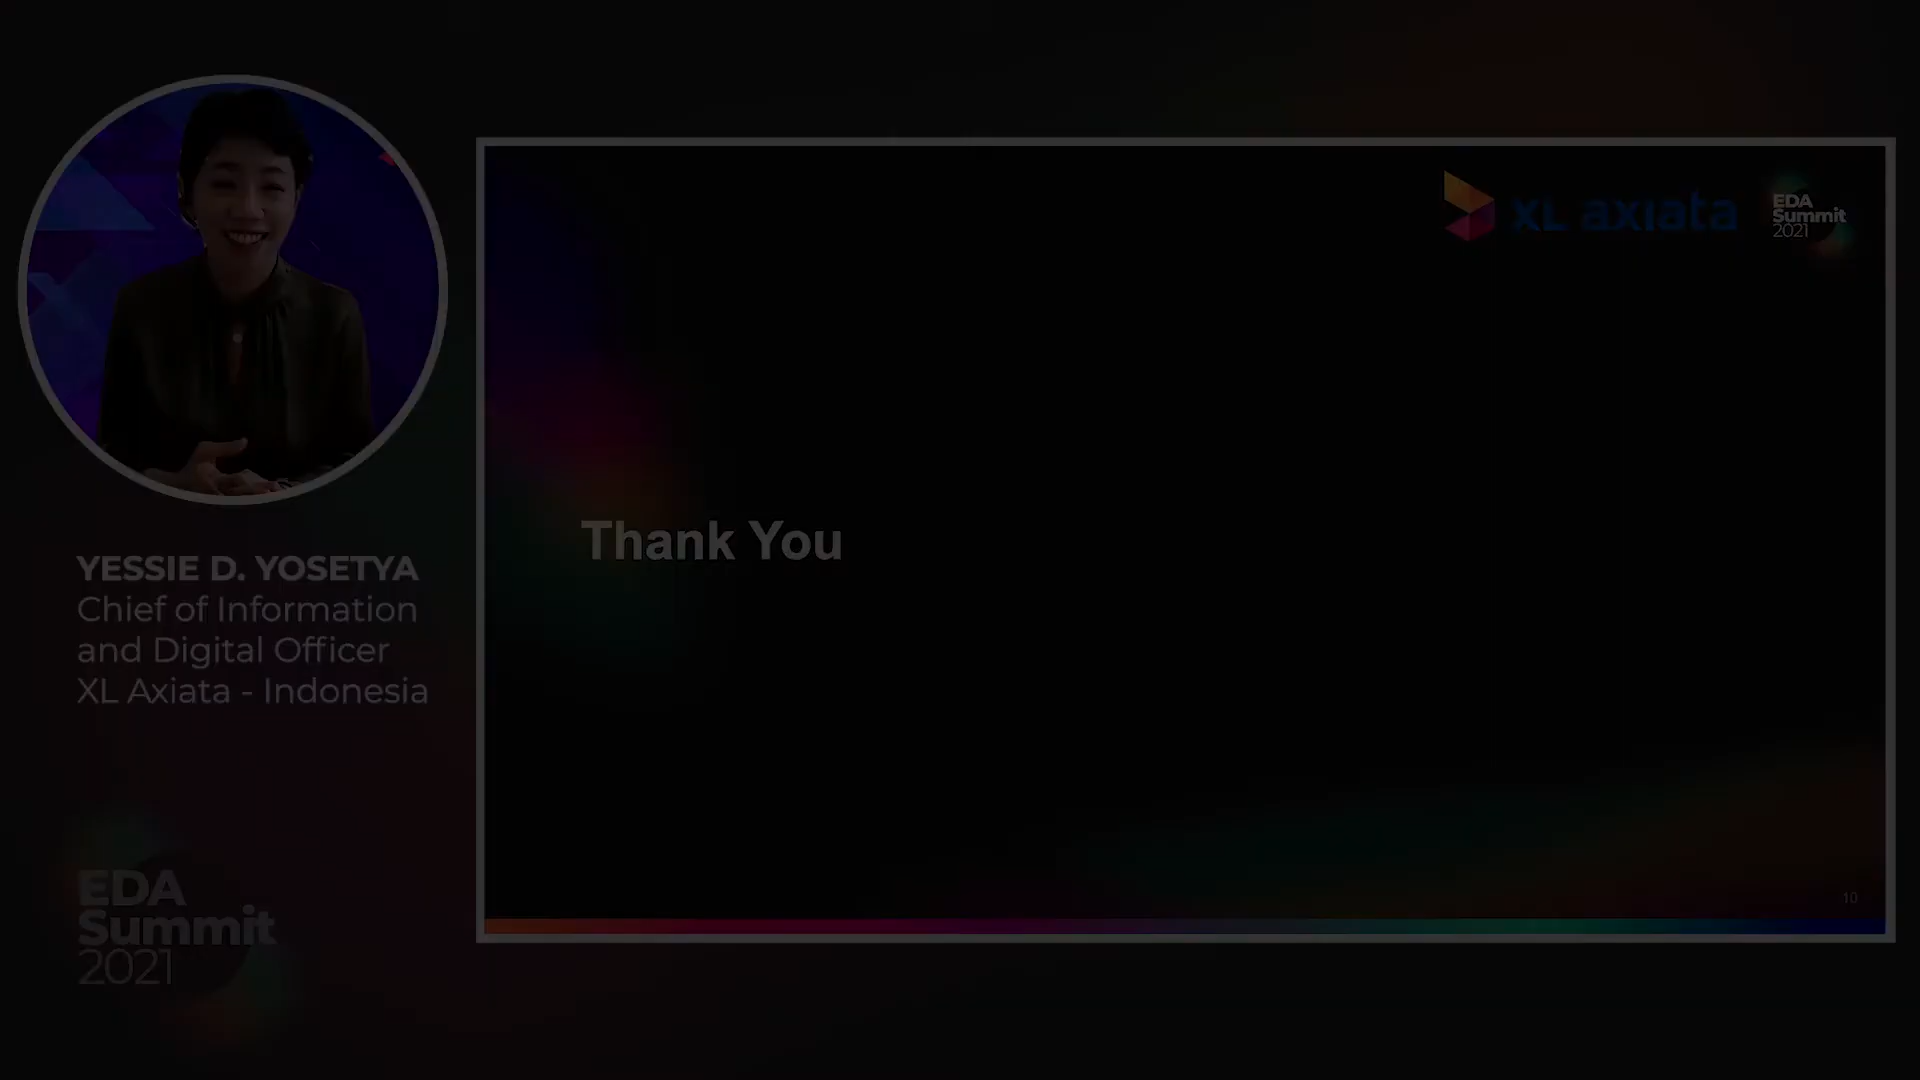 YESSIE D. YOSETYA
Chief of Information
and Digital Officer
XL Axiata - Indonesia
EDA
Summit
2021
XL axiata
EDA
Summit
2021
Thank You
10